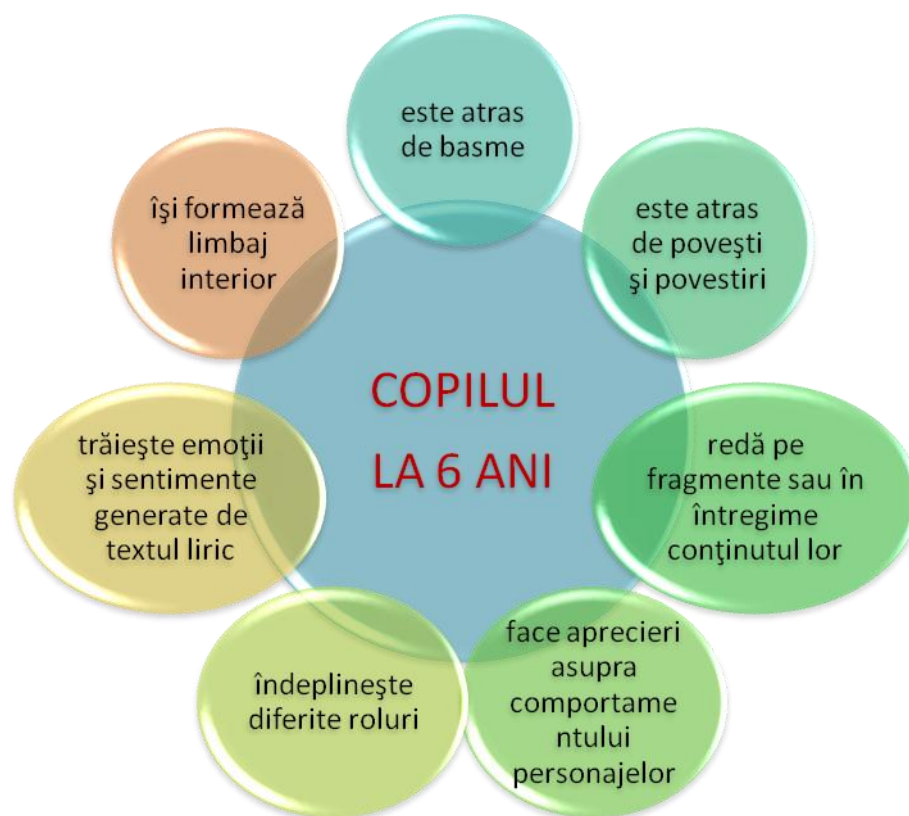 este atras
de basme
este atras
de poveşti
şi povestiri
redă pe
fragmente sau în
întregime
conţinutul lor
face aprecieri
asupra
comportame
ntului
personajelor
îndeplineşte
diferite roluri
trăieşte emoţii
şi sentimente
generate de
textul liric
îşi formează
limbaj
interior
COPILUL
LA 6 ANI